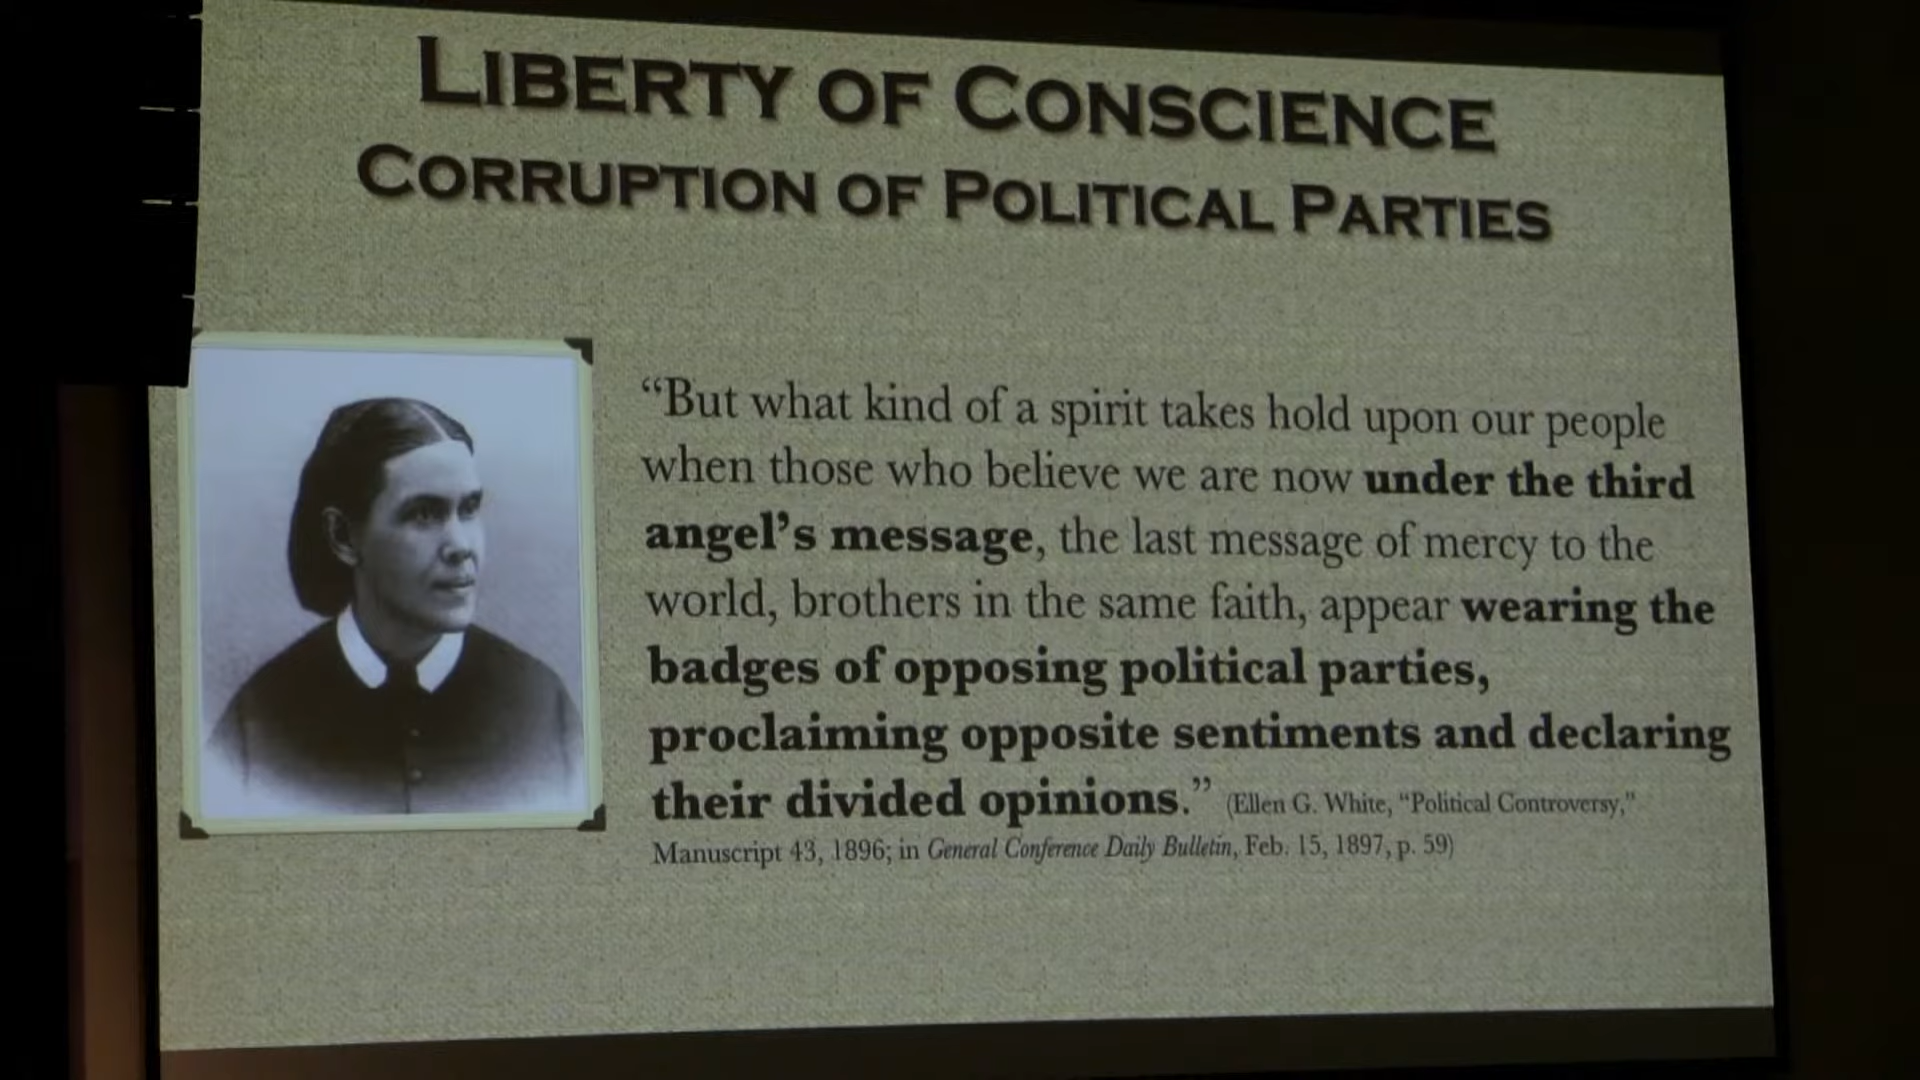 LIBERTY OF CONSCIENCE
CORRUPTION OF POLITICAL PARTIES
“But what kind of a spirit takes hold upon our people
when those who believe we are now under the third
angel’s message, the last message of mercy to the
world, brothers in the same faith, appear wearing the
badges of opposing political parties,
proclaiming opposite sentiments and declaring
their divided opinions.” (Ellen G. White, “Political Controversy,”
Manuscript 43, 1896; in General Conference Daily Bulletin, Feb. 15, 1897, p. 59)